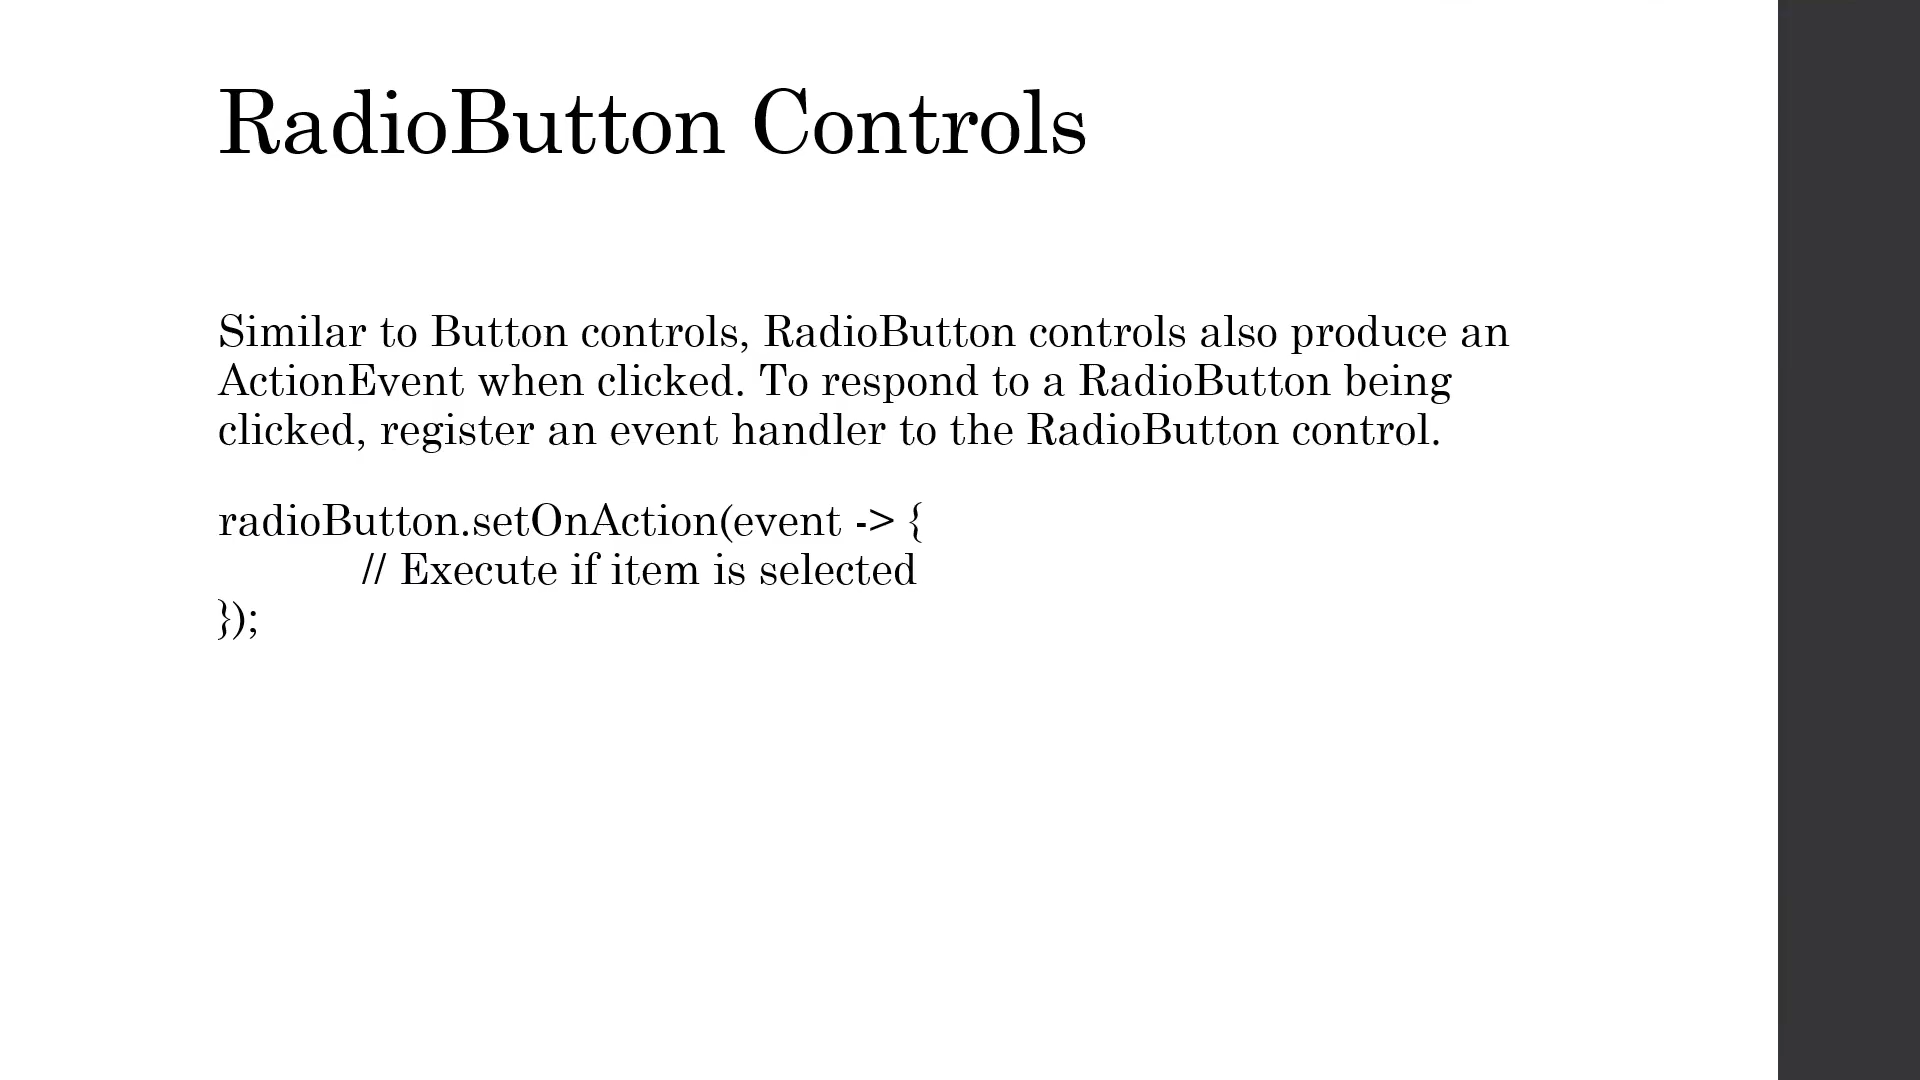 RadioButton Controls
Similar to Button controls, RadioButton controls also produce an
ActionEvent when clicked. To respond to a RadioButton being
clicked, register an event handler to the RadioButton control.
radioButton.setOnAction(event -> {
// Execute if item is selected
});